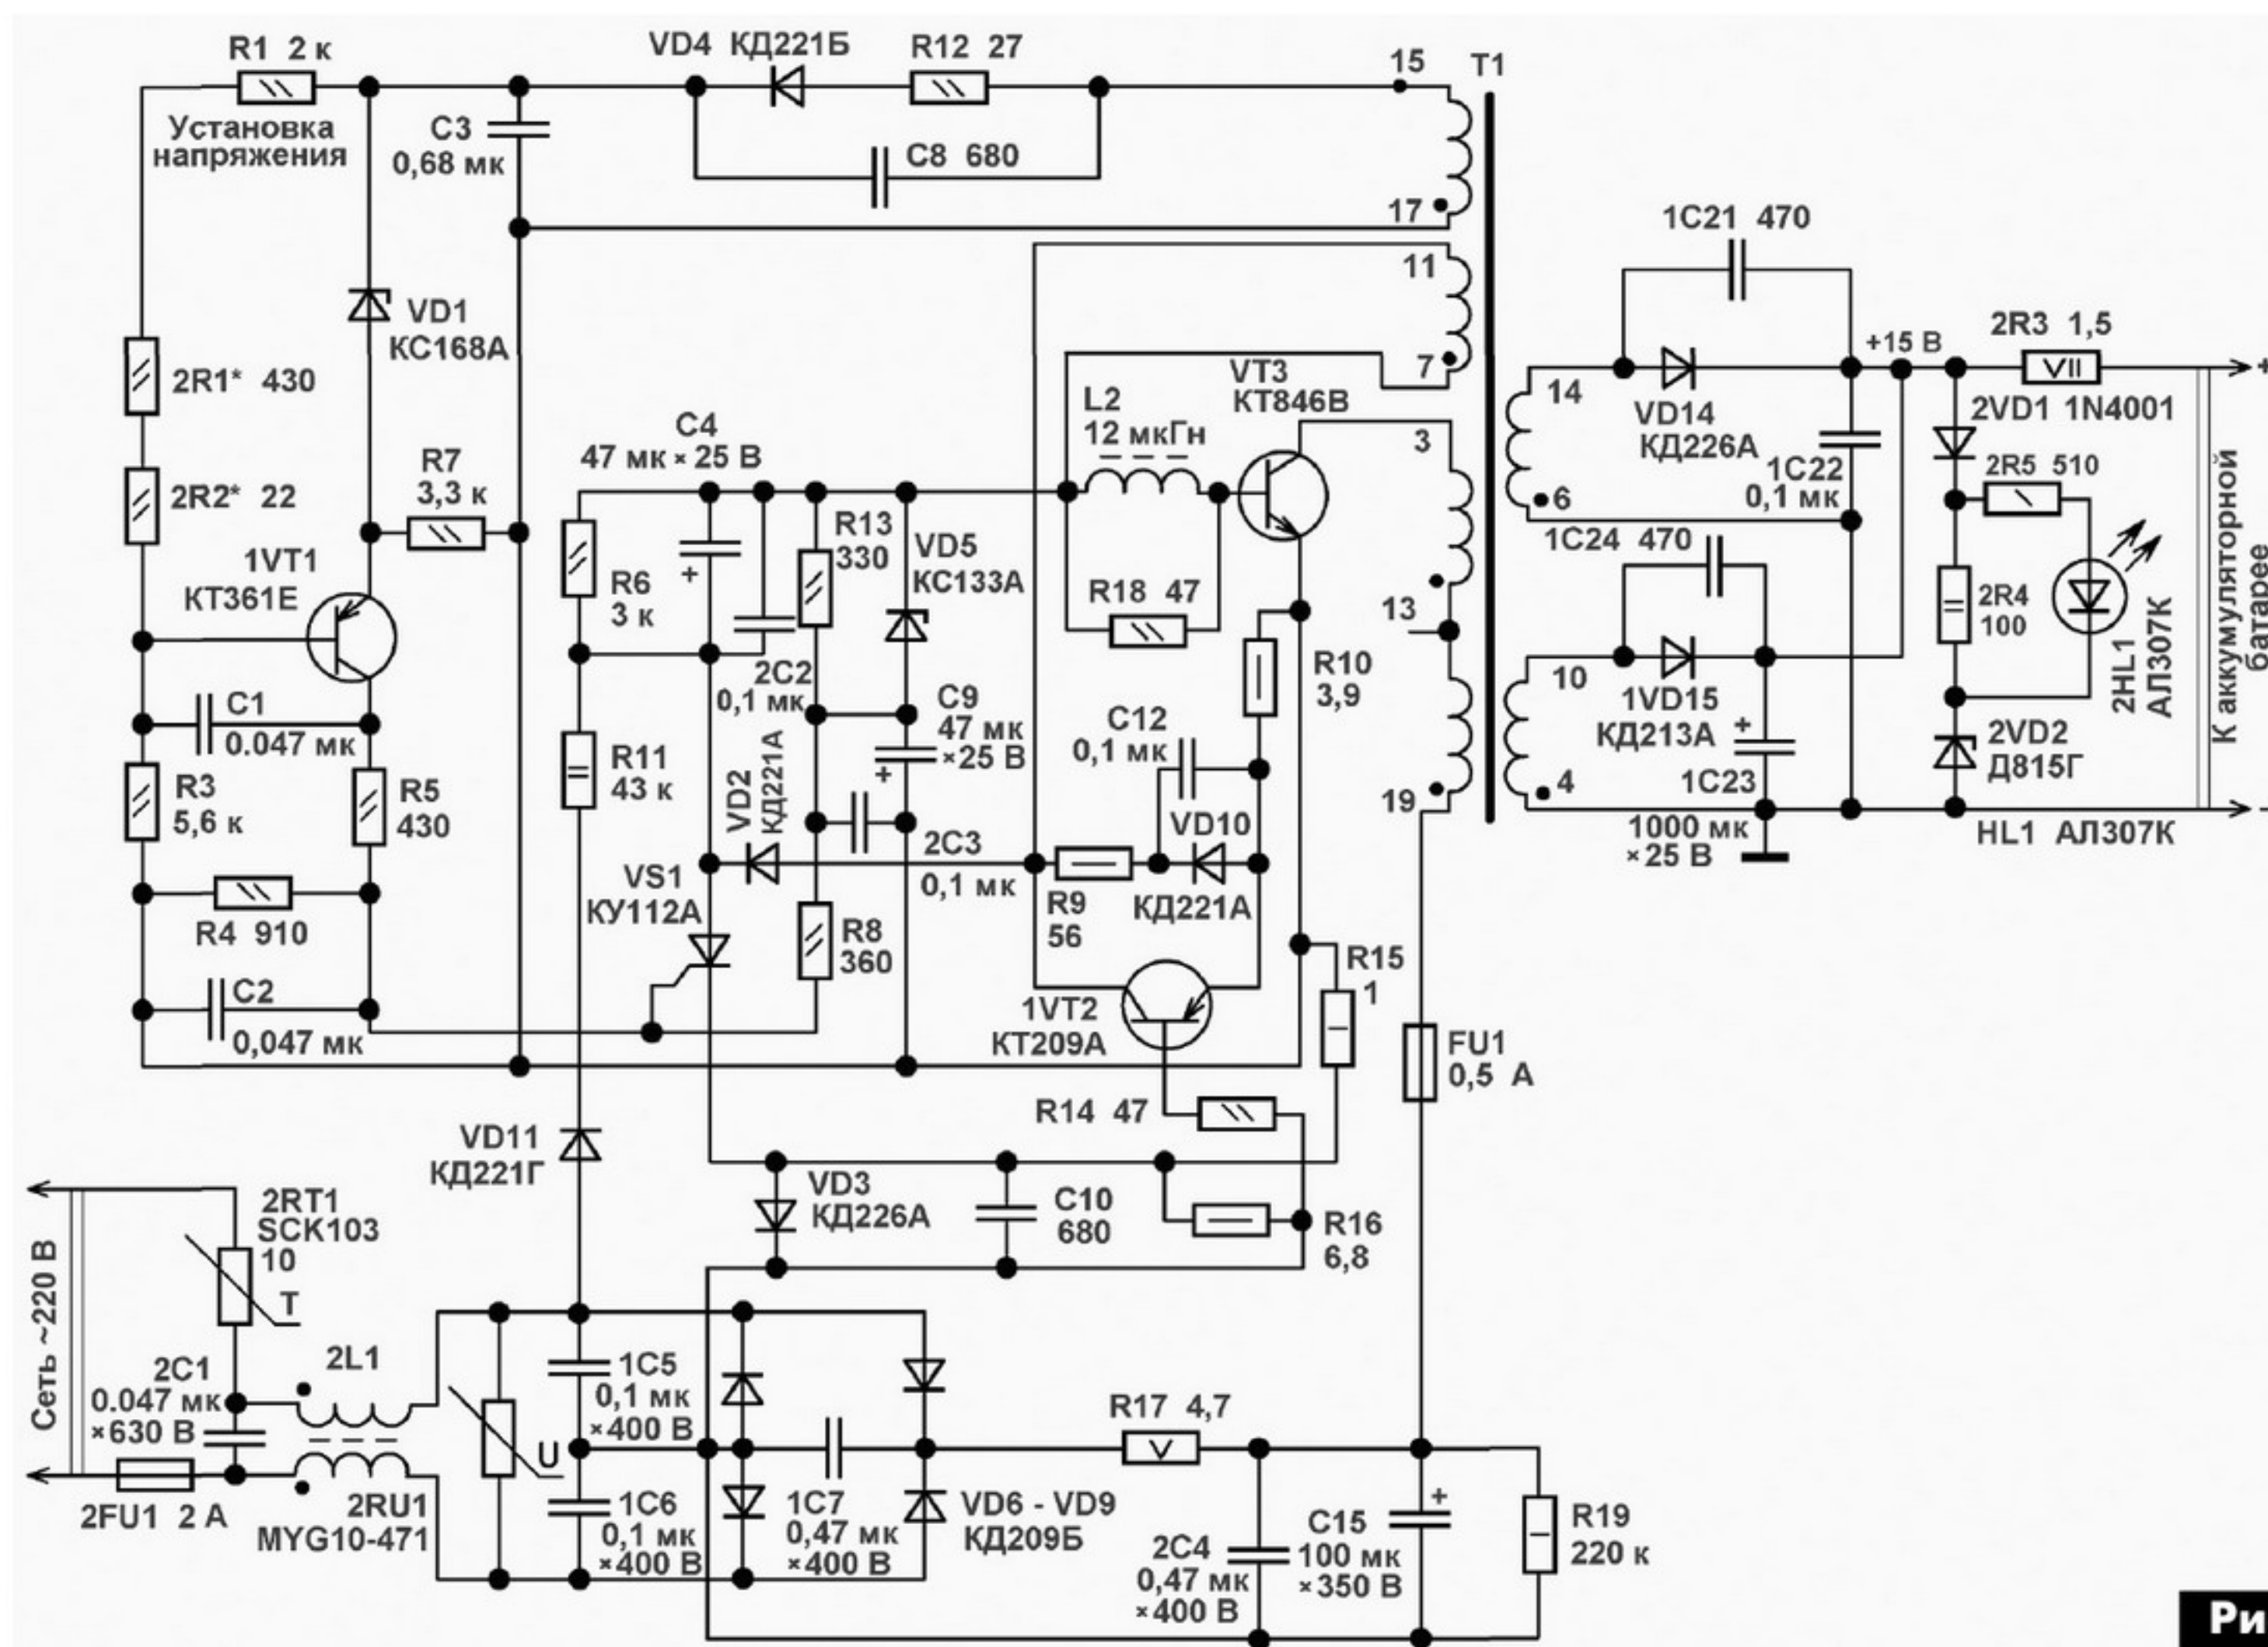 R1 2 к
Установка
напряжения
C3
0,68 мк
VD4 КД221Б
R12 27
C8 680
15
T1
17
11
7
VD1
КС168А
2R1* 430
2R2* 22
R7
3,3 к
1VT1
КТ361Е
C1
0.047 мк
R3
5,6 к
R5
430
R4 910
C2
0,047 мк
C4
47 мк × 25 В
R6
3 к
R13
330
VD5
КС133А
2C2
0,1 мк
R11
43 к
VD2
КД221А
C9
47 мк
×25 В
2C3
0,1 мк
VS1
КУ112А
R8
360
L2
12 мкГн
VT3
КТ846В
R18 47
R10
3,9
C12
0,1 мк
VD10
КД221А
R9
56
1VT2
КТ209А
R15
1
R14 47
3
13
19
FU1
0,5 А
1C21 470
14
VD14
КД226А
+15 В
2R3 1,5
+
2VD1 1N4001
1C22
0,1 мк
2R5 510
6
1C24 470
10
1VD15
КД213А
+
1C23
1000 мк
×25 В
4
2R4
100
2HL1
АЛ307К
2VD2
Д815Г
HL1 АЛ307К
К аккумуляторной
батарее
VD11
КД221Г
VD3
КД226А
C10
680
R16
6,8
Сеть ~220 В
2RT1
SCK103
10
T
2C1
0.047 мк
×630 В
2L1
2FU1 2 А
2RU1
MYG10-471
U
1C5
0,1 мк
×400 В
1C6
0,1 мк
×400 В
1C7
0,47 мк
×400 В
VD6 - VD9
КД209Б
R17 4,7
2C4
0,47 мк
×400 В
C15
100 мк
×350 В
+
R19
220 к